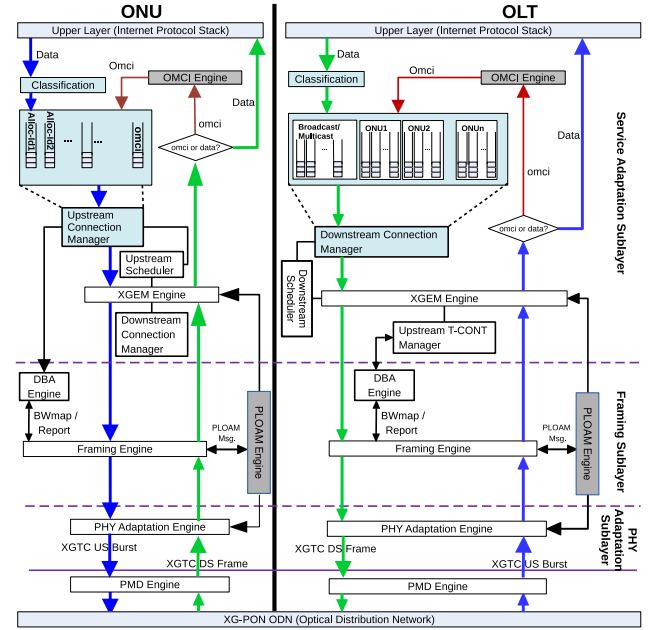 ONU
Upper Layer (Internet Protocol Stack)
Data
Omci
OMCI Engine
Classification
Data
omci
Alloc-id1
Alloc-id2
...
...
omci
omci or data?
Upstream
Connection
Manager
Upstream
Scheduler
XGEM Engine
Downstream
Connection
Manager
DBA
Engine
BWmap /
Report
PLOAM
Msg.
PLOAM Engine
Framing Engine
PHY Adaptation Engine
XGTC US Burst
XGTC DS Frame
PMD Engine
OLT
Upper Layer (Internet Protocol Stack)
Data
Omci
OMCI Engine
Classification
Data
omci
Broadcast/
Multicast
...
ONU1
...
ONU2
...
...
ONUn
...
omci or data?
Downstream Connection
Manager
Downstream
Scheduler
XGEM Engine
Upstream T-CONT
Manager
DBA
Engine
BWmap /
Report
PLOAM
Msg.
PLOAM Engine
Framing Engine
PHY Adaptation Engine
XGTC DS Frame
XGTC US Burst
PMD Engine
Service Adaptation Sublayer
Framing Sublayer
PHY
Adaptation
Sublayer
XG-PON ODN (Optical Distribution Network)